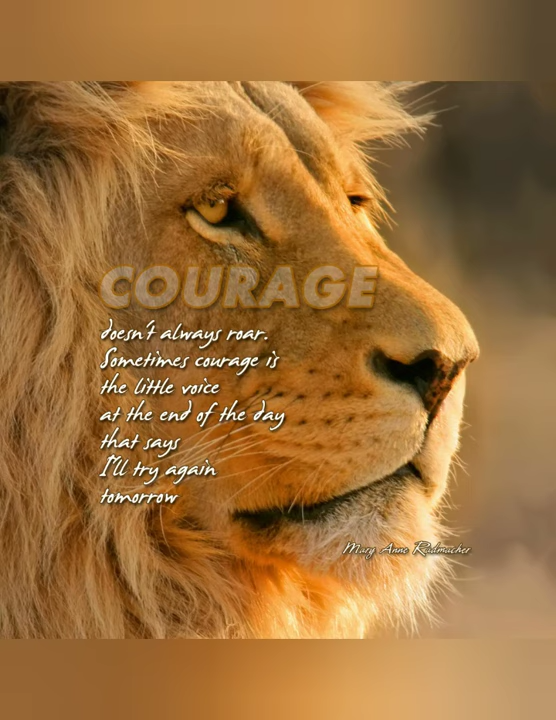 COURAGE
doesn't always roar.
Sometimes courage is
the little voice
at the end of the day
that says
I'll try again
tomorrow
Mary Anne Radmacher